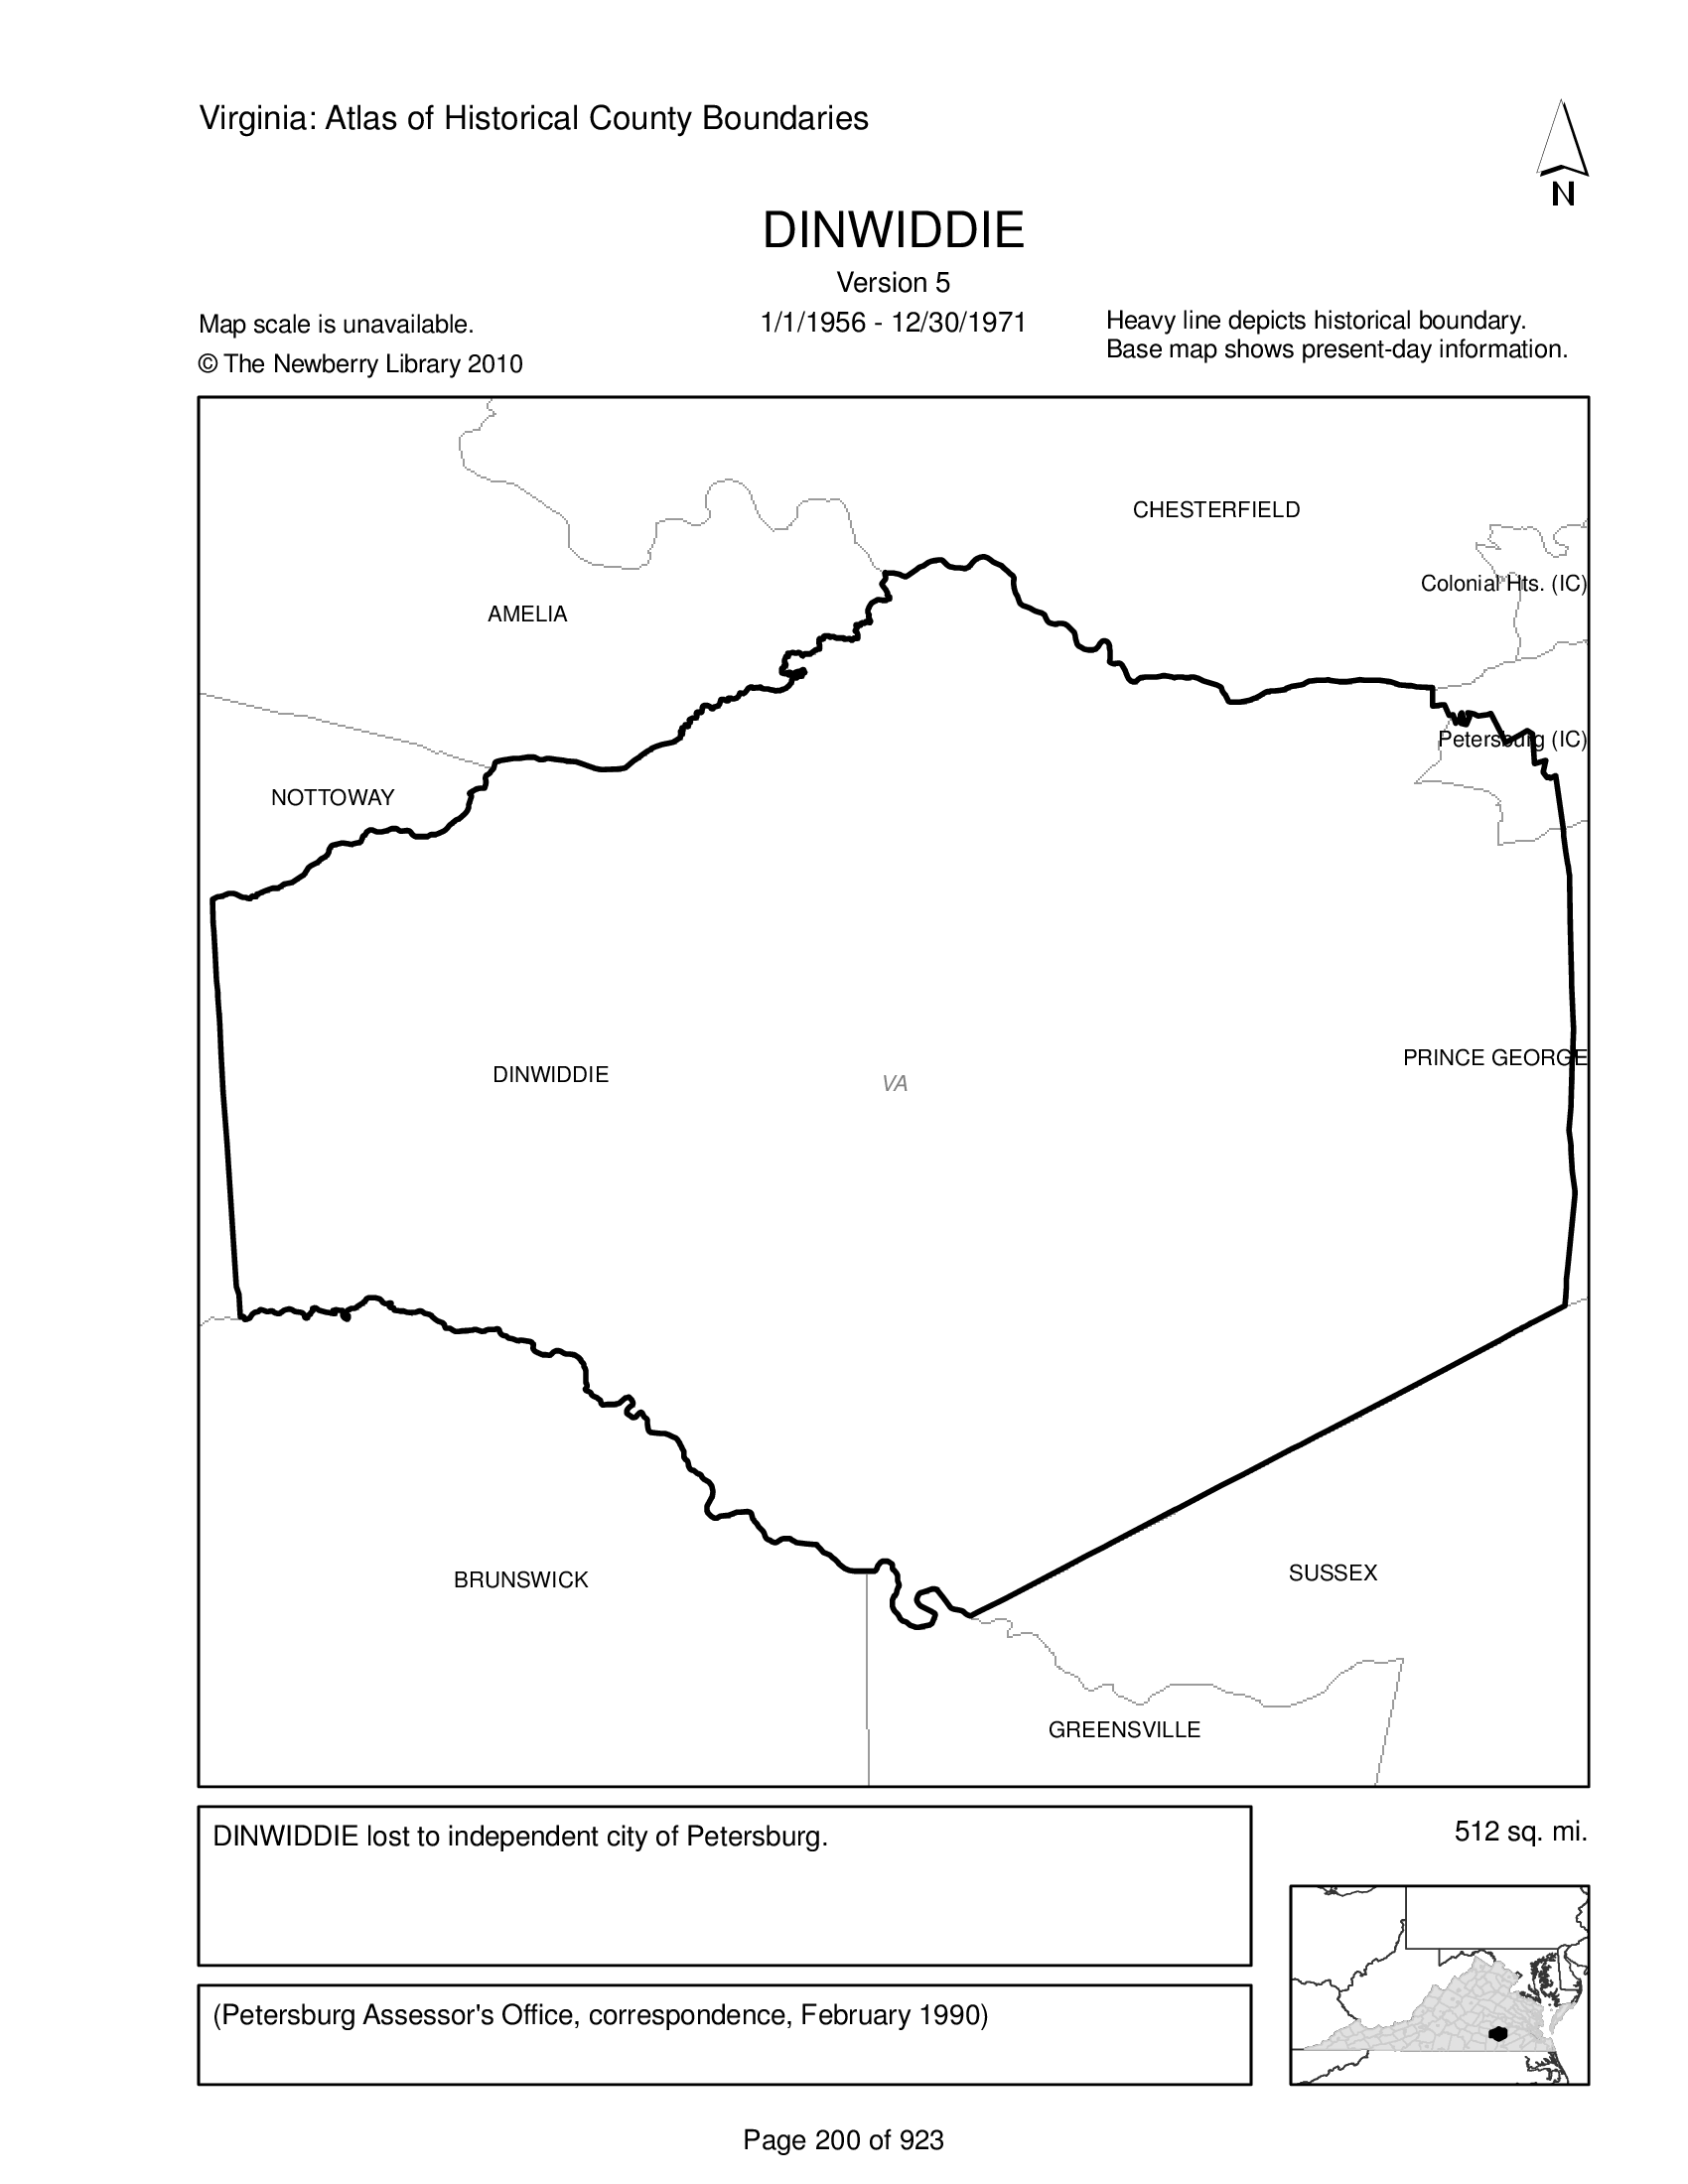 Virginia: Atlas of Historical County Boundaries
N
DINWIDDIE
Version 5
1/1/1956 - 12/30/1971
Map scale is unavailable.
© The Newberry Library 2010
Heavy line depicts historical boundary.
Base map shows present-day information.
CHESTERFIELD
Colonial Hts. (IC)
AMELIA
Petersburg (IC)
NOTTOWAY
PRINCE GEORGE
DINWIDDIE
VA
SUSSEX
BRUNSWICK
GREENSVILLE
DINWIDDIE lost to independent city of Petersburg.
512 sq. mi.
(Petersburg Assessor's Office, correspondence, February 1990)
Page 200 of 923